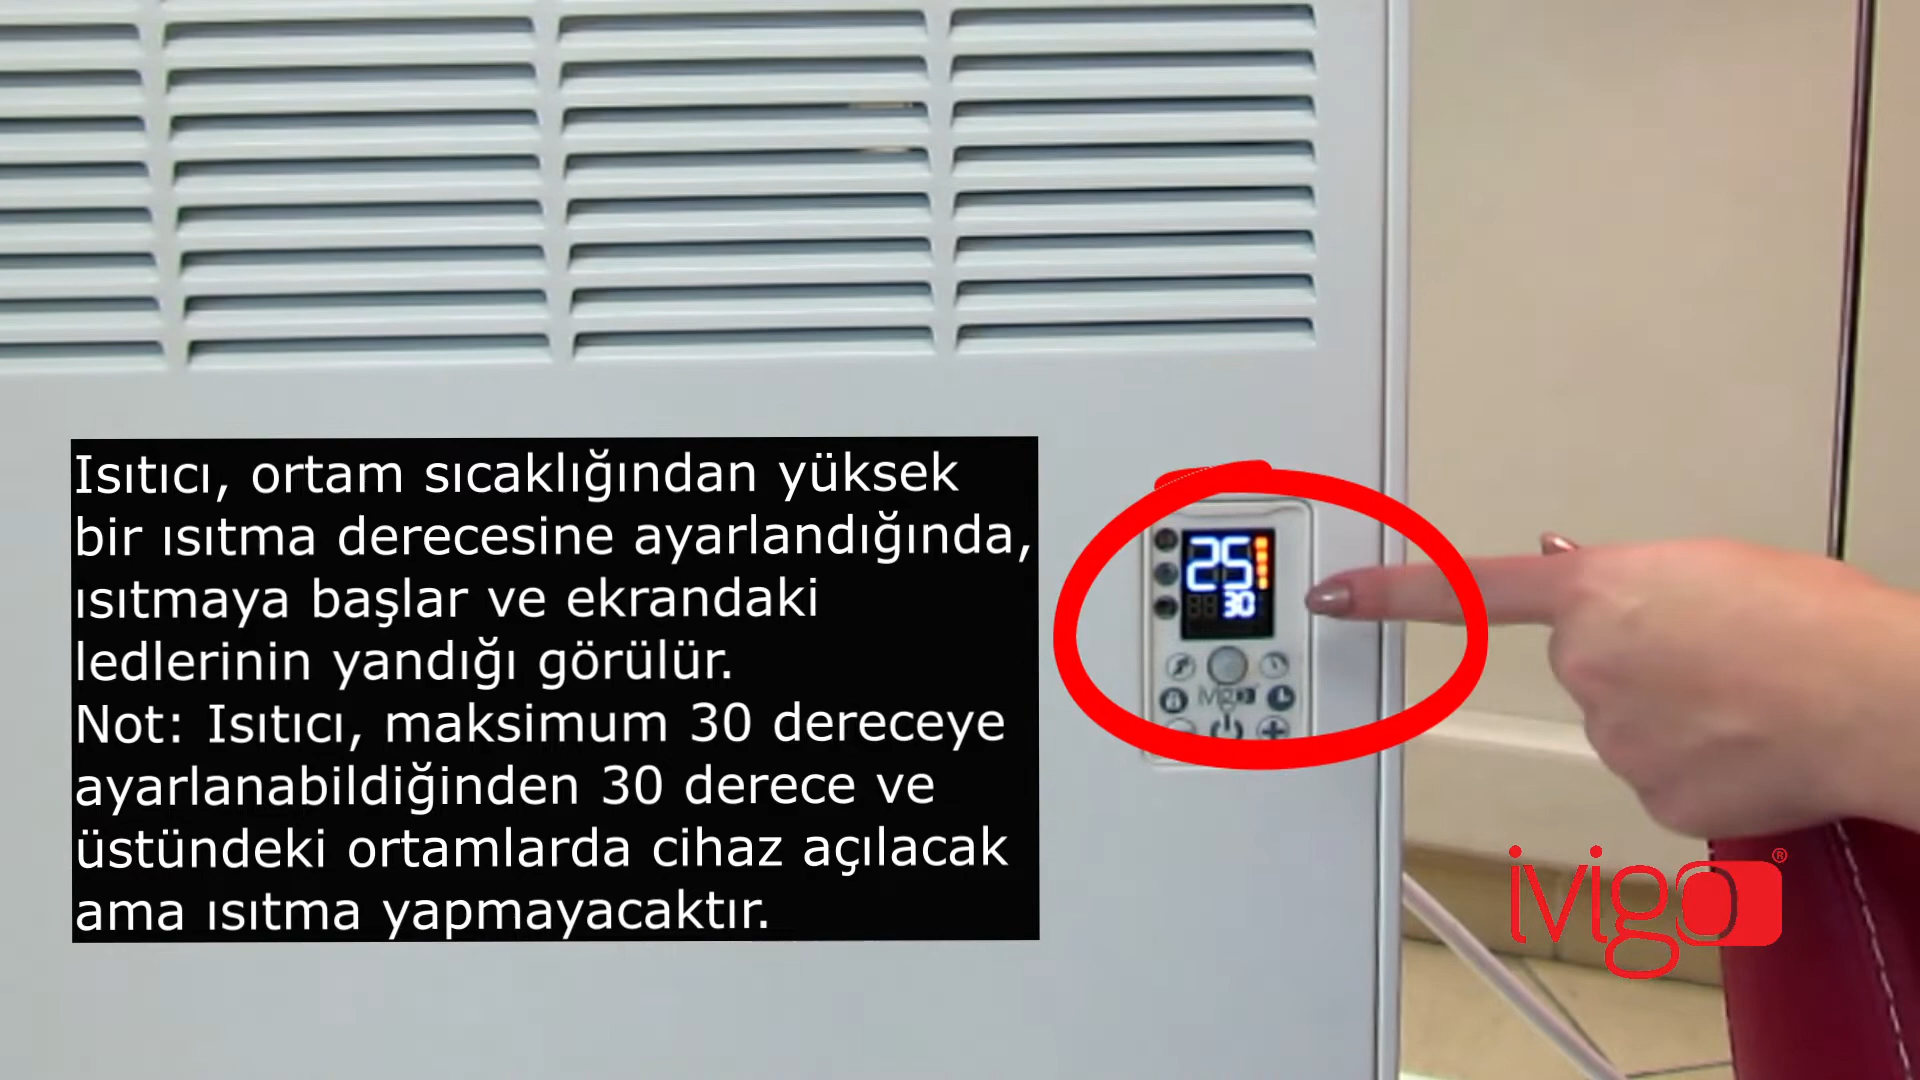 Isıtıcı, ortam sıcaklığından yüksek
bir ısıtma derecesine ayarlandığında,
ısıtmaya başlar ve ekrandaki
ledlerinin yandığı görülür.
Not: Isıtıcı, maksimum 30 dereceye
ayarlanabildiğinden 30 derece ve
üstündeki ortamlarda cihaz açılacak
ama ısıtma yapmayacaktır.
25
30
ivigo
ivigo®